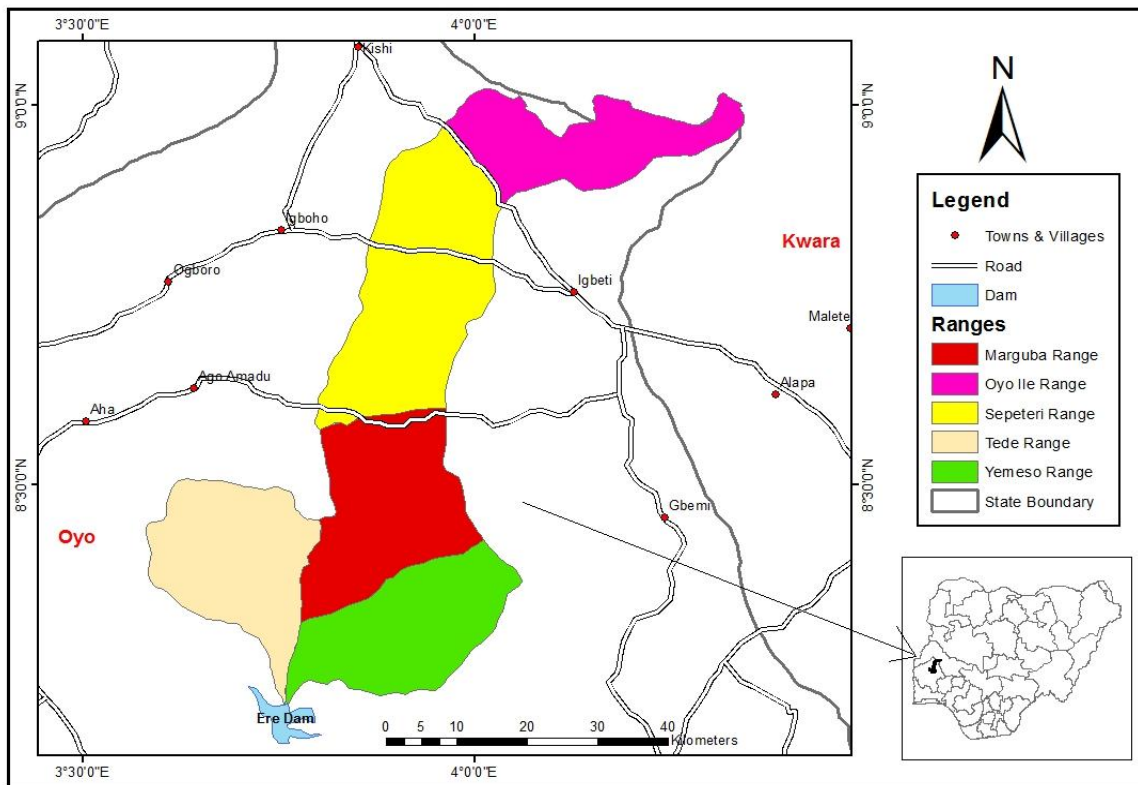 3°30'0"E
4°0'0"E
Kishi
9°0'0"N
9°0'0"N
N
Legend
Towns & Villages
Road
Dam
Ranges
Marguba Range
Oyo Ile Range
Sepeteri Range
Tede Range
Yemeso Range
State Boundary
Igboho
Kwara
Ogboro
Igbeti
Malete
Ago Amadu
Alapa
Aha
8°30'0"N
8°30'0"N
Gbemi
Oyo
Ere Dam
0 5 10 20 30 40
Kilometers
3°30'0"E
4°0'0"E